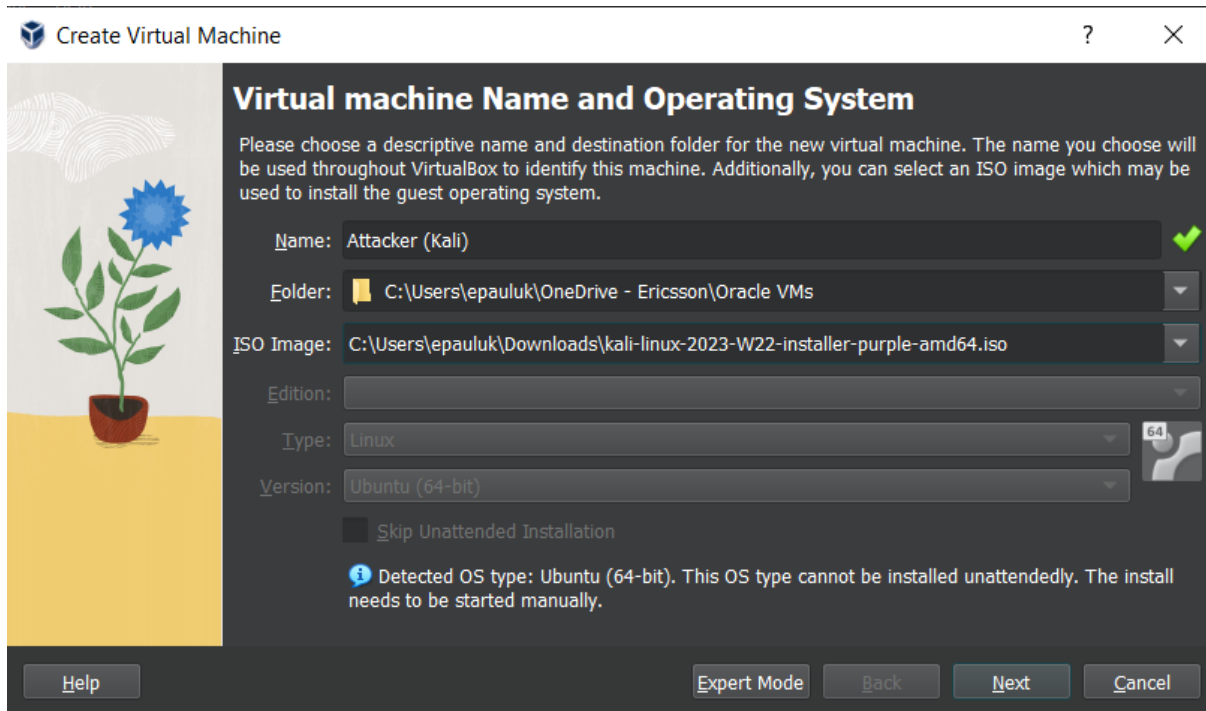 Create Virtual Machine
?
Virtual machine Name and Operating System
Please choose a descriptive name and destination folder for the new virtual machine. The name you choose will
be used throughout VirtualBox to identify this machine. Additionally, you can select an ISO image which may be
used to install the guest operating system.
Name: Attacker (Kali)
Folder: C:\Users\epauluk\OneDrive - Ericsson\Oracle VMs
ISO Image: C:\Users\epauluk\Downloads\kali-linux-2023-W22-installer-purple-amd64.iso
Edition:
Type: Linux
64
Version: Ubuntu (64-bit)
Skip Unattended Installation
Detected OS type: Ubuntu (64-bit). This OS type cannot be installed unattendedly. The install
needs to be started manually.
Help Expert Mode Back Next Cancel